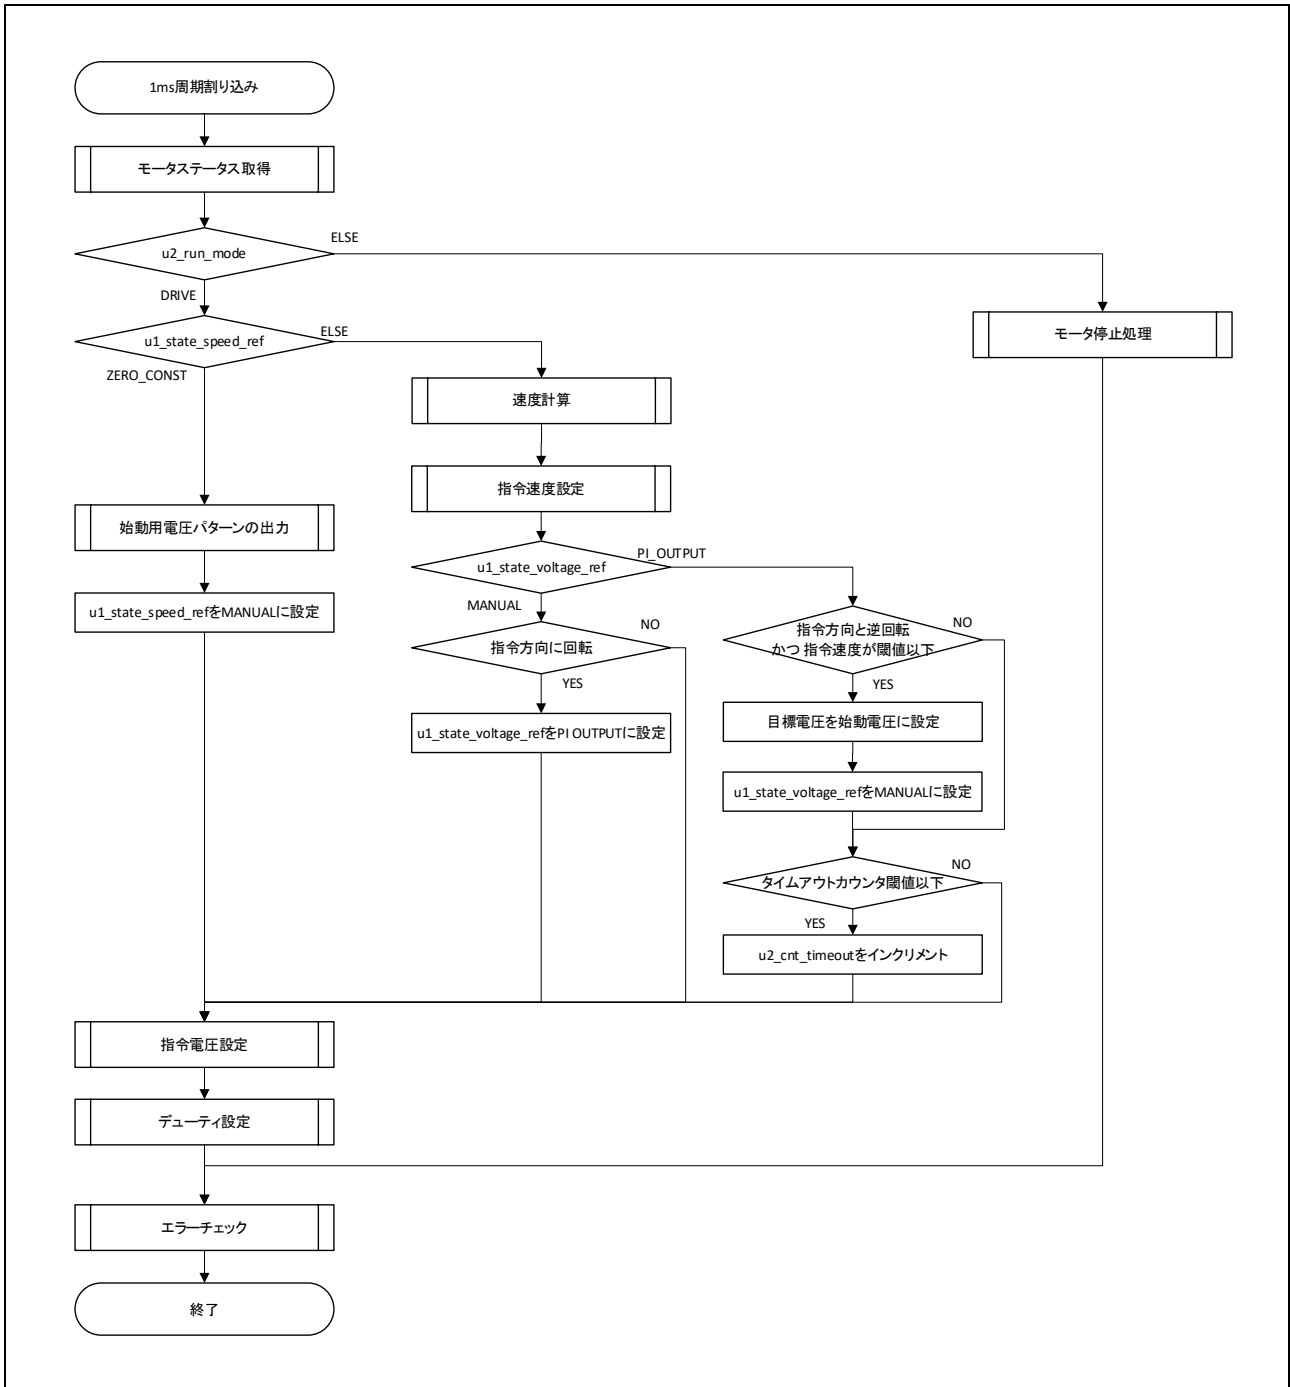 1ms周期割り込み
モータステータス取得
u2_run_mode
ELSE
DRIVE
u1_state_speed_ref
ELSE
ZERO_CONST
モータ停止処理
速度計算
指令速度設定
始動用電圧パターンの出力
u1_state_speed_refをMANUALに設定
u1_state_voltage_ref
PI_OUTPUT
MANUAL
指令方向に回転
NO
YES
u1_state_voltage_refをPI OUTPUTに設定
指令方向と逆回転
かつ 指令速度が閾値以下
NO
YES
目標電圧を始動電圧に設定
u1_state_voltage_refをMANUALに設定
タイムアウトカウンタ閾値以下
NO
YES
u2_cnt_timeoutをインクリメント
指令電圧設定
デューティ設定
エラーチェック
終了